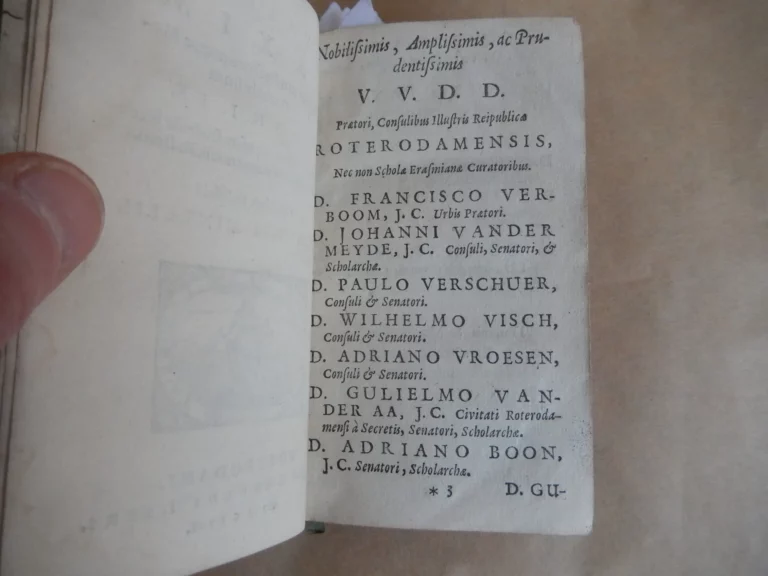 Nobiliſsimis, Ampliſsimis, ac Pru-
dentiſsimis
V. V. D. D.
Prætori, Conſulibus Illuſtris Reipublicæ
ROTERODAMENSIS,
Nec non Scholæ Eraſmianæ Curatoribus.
D. FRANCISCO VER-
BOOM, J. C. Urbis Prætori.
D. JOHANNI VANDER
MEYDE, J. C. Conſuli, Senatori, &
Scholarchæ.
D. PAULO VERSCHUER,
Conſuli & Senatori.
D. WILHELMO VISCH,
Conſuli & Senatori.
D. ADRIANO VROESEN,
Conſuli & Senatori.
D. GULIELMO VAN-
DER AA, J. C. Civitati Roteroda-
menſi à Secretis, Senatori, Scholarchæ.
D. ADRIANO BOON,
J. C. Senatori, Scholarchæ.
* 3 D. GU-